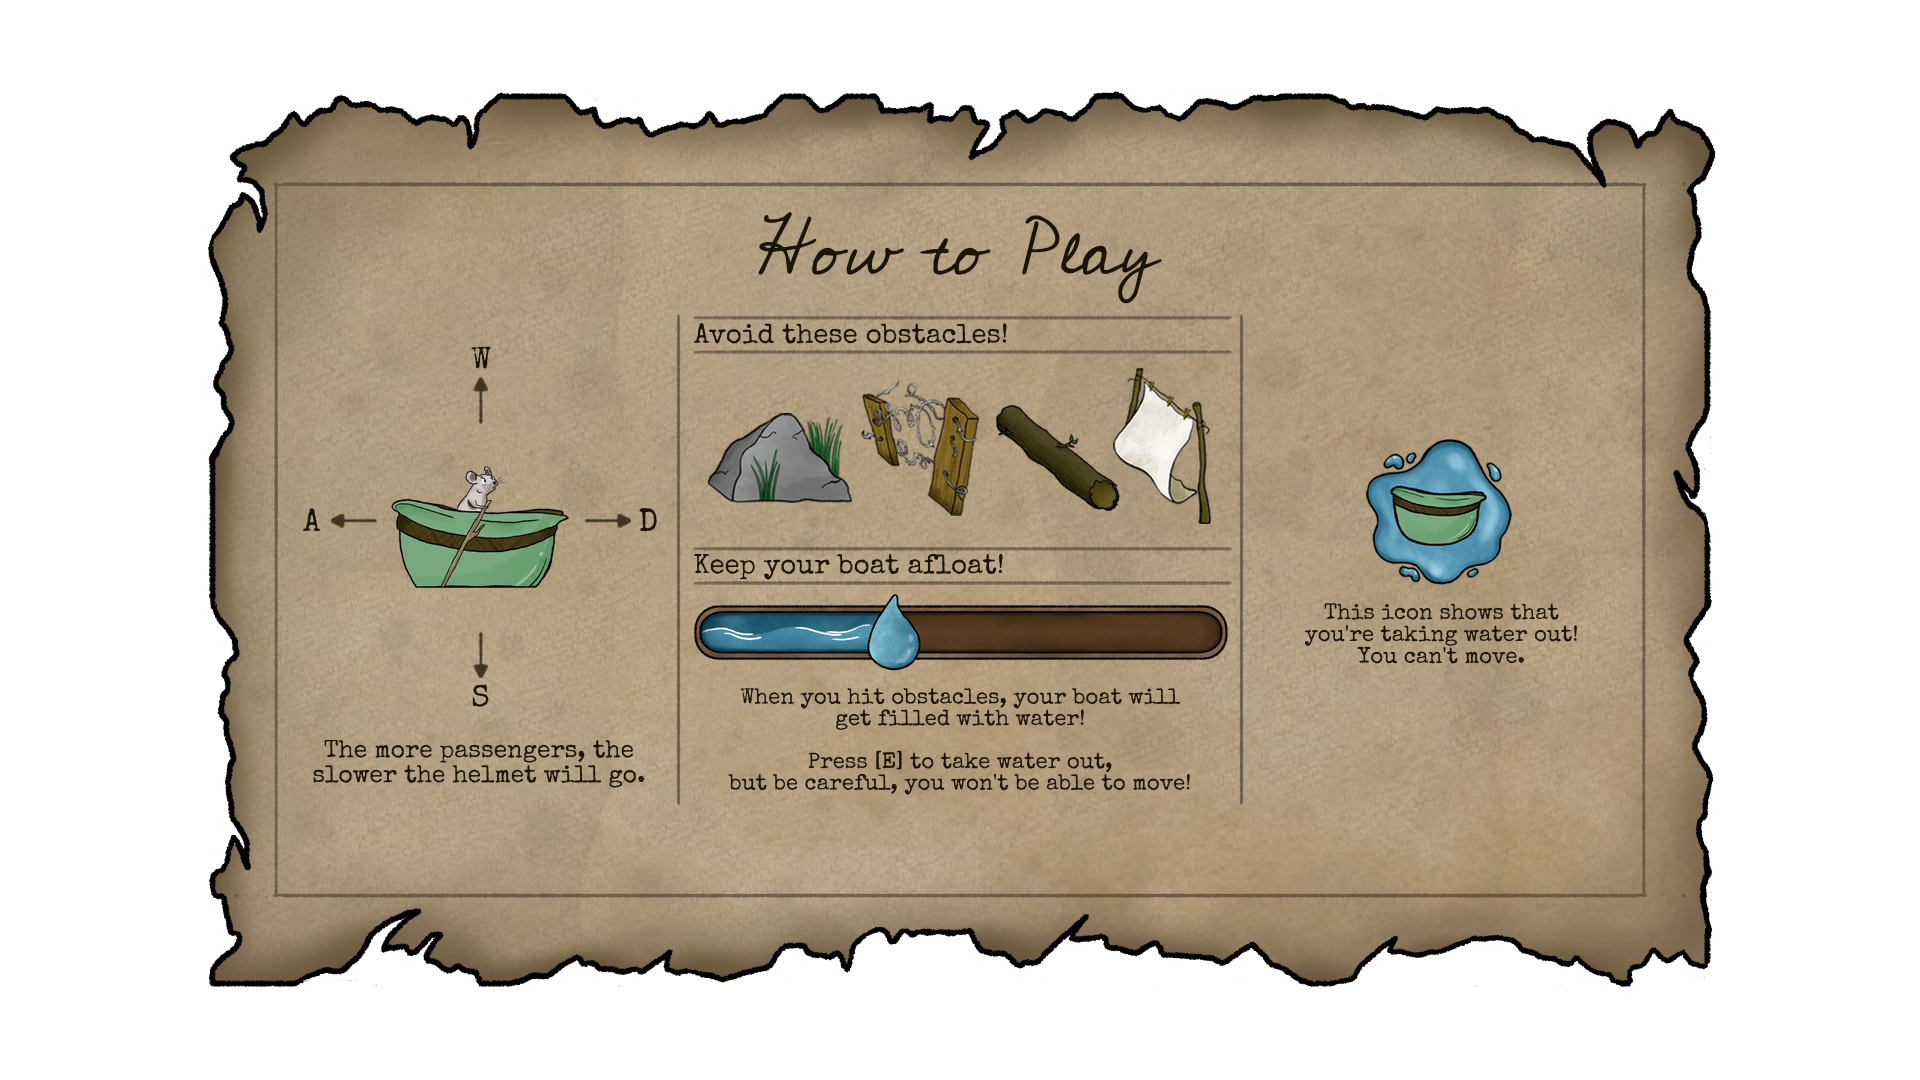 How to Play
W
A
D
S
The more passengers, the
slower the helmet will go.
Avoid these obstacles!
Keep your boat afloat!
When you hit obstacles, your boat will
get filled with water!
Press [E] to take water out,
but be careful, you won't be able to move!
This icon shows that
you're taking water out!
You can't move.